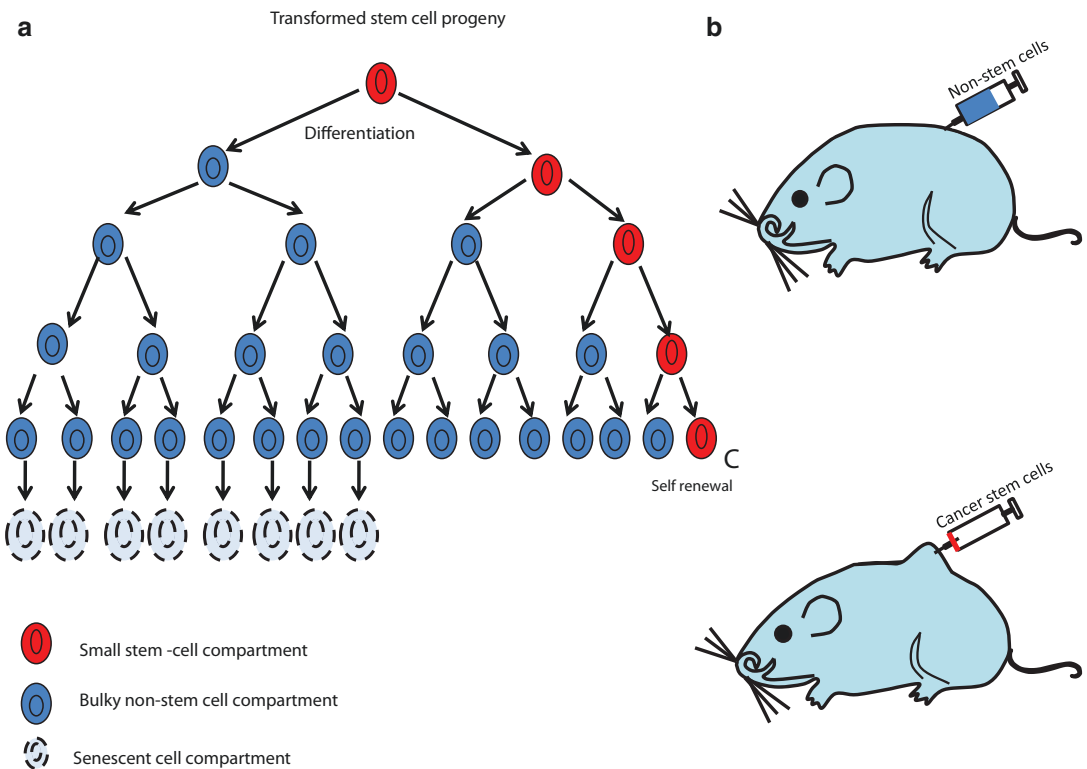 a
Transformed stem cell progeny
Differentiation
C
Self renewal
Small stem -cell compartment
Bulky non-stem cell compartment
Senescent cell compartment
b
Non-stem cells
Cancer stem cells